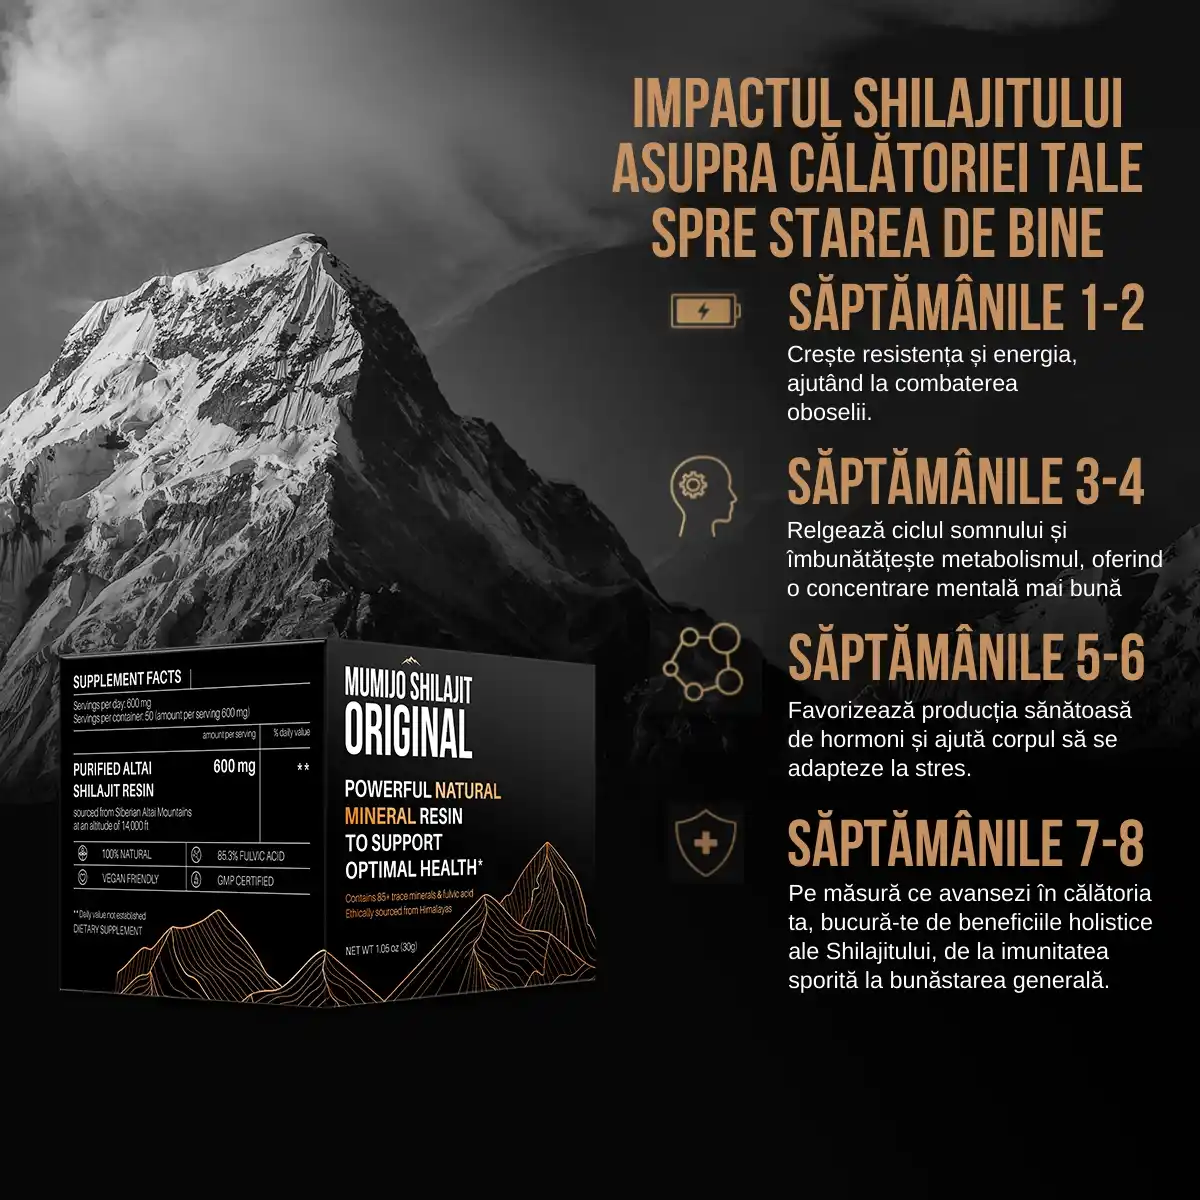 IMPACTUL SHILAJITULUI
ASUPRA CĂLĂTORIEI TALE
SPRE STAREA DE BINE
SĂPTĂMÂNILE 1-2
Crește resistența și energia,
ajutând la combaterea
oboselii.
SĂPTĂMÂNILE 3-4
Relgează ciclul somnului și
îmbunătățește metabolismul, oferind
o concentrare mentală mai bună
SĂPTĂMÂNILE 5-6
Favorizează producția sănătoasă
de hormoni și ajută corpul să se
adapteze la stres.
SĂPTĂMÂNILE 7-8
Pe măsură ce avansezi în călătoria
ta, bucură-te de beneficiile holistice
ale Shilajitului, de la imunitatea
sporită la bunăstarea generală.
SUPPLEMENT FACTS
Servings per day: 600 mg
Servings per container: 50 (amount per serving 600 mg)
amount per serving % daily value
PURIFIED ALTAI 600 mg **
SHILAJIT RESIN
sourced from Siberian Altai Mountains
at an altitude of 14,000 ft
100% NATURAL 85.3% FULVIC ACID
VEGAN FRIENDLY GMP CERTIFIED
** Daily value not established
DIETARY SUPPLEMENT
MUMIJO SHILAJIT
ORIGINAL
POWERFUL NATURAL
MINERAL RESIN
TO SUPPORT
OPTIMAL HEALTH*
Contains 85+ trace minerals & fulvic acid
Ethically sourced from Himalayas
NET WT 1.05 oz (30g)